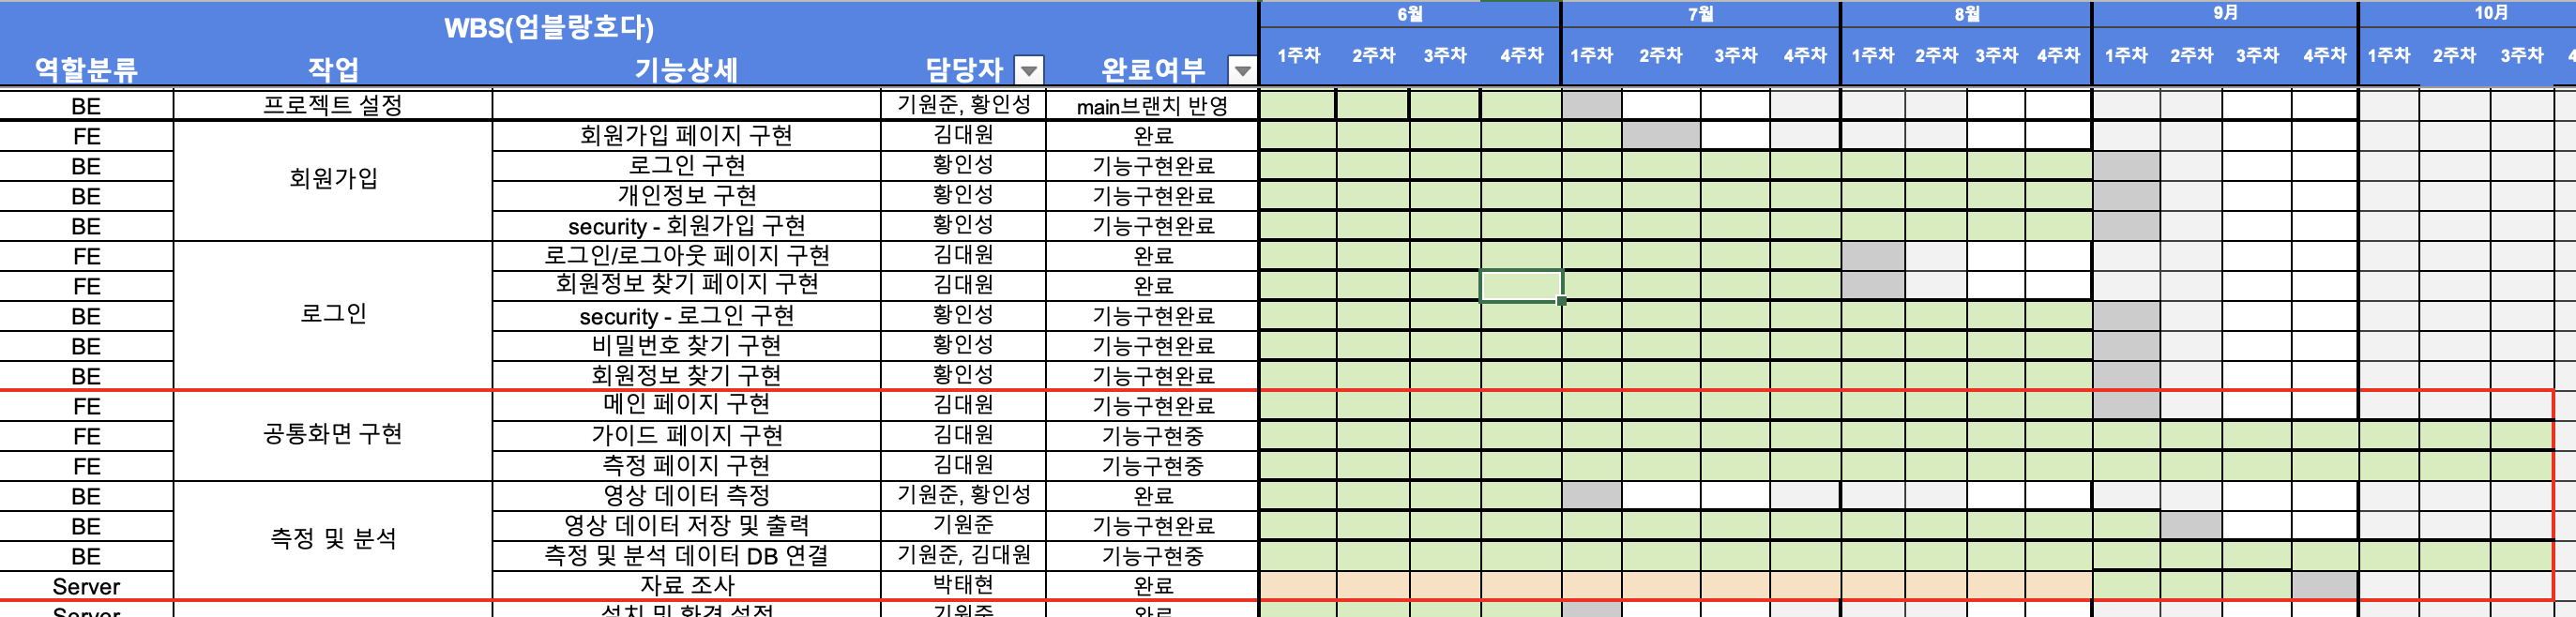 WBS(엄블랑호다)
6월 7월 8월 9月 10月
역할분류 작업 기능상세 담당자 완료여부 1주차 2주차 3주차 4주차 1주차 2주차 3주차 4주차 1주차 2주차 3주차 4주차 1주차 2주차 3주차 4주차 1주차 2주차 3주차 4
BE 프로젝트 설정 기원준, 황인성 main브랜치 반영
FE 회원가입 페이지 구현 김대원 완료
BE 로그인 구현 황인성 기능구현완료
회원가입
BE 개인정보 구현 황인성 기능구현완료
BE security - 회원가입 구현 황인성 기능구현완료
FE 로그인/로그아웃 페이지 구현 김대원 완료
FE 회원정보 찾기 페이지 구현 김대원 완료
BE 로그인 security - 로그인 구현 황인성 기능구현완료
BE 비밀번호 찾기 구현 황인성 기능구현완료
BE 회원정보 찾기 구현 황인성 기능구현완료
FE 메인 페이지 구현 김대원 기능구현완료
FE 공통화면 구현 가이드 페이지 구현 김대원 기능구현중
FE 측정 페이지 구현 김대원 기능구현중
BE 영상 데이터 측정 기원준, 황인성 완료
BE 영상 데이터 저장 및 출력 기원준 기능구현완료
측정 및 분석
BE 측정 및 분석 데이터 DB 연결 기원준, 김대원 기능구현중
Server 자료 조사 박태현 완료
Server 설치 및 환경 설정 기원준 완료